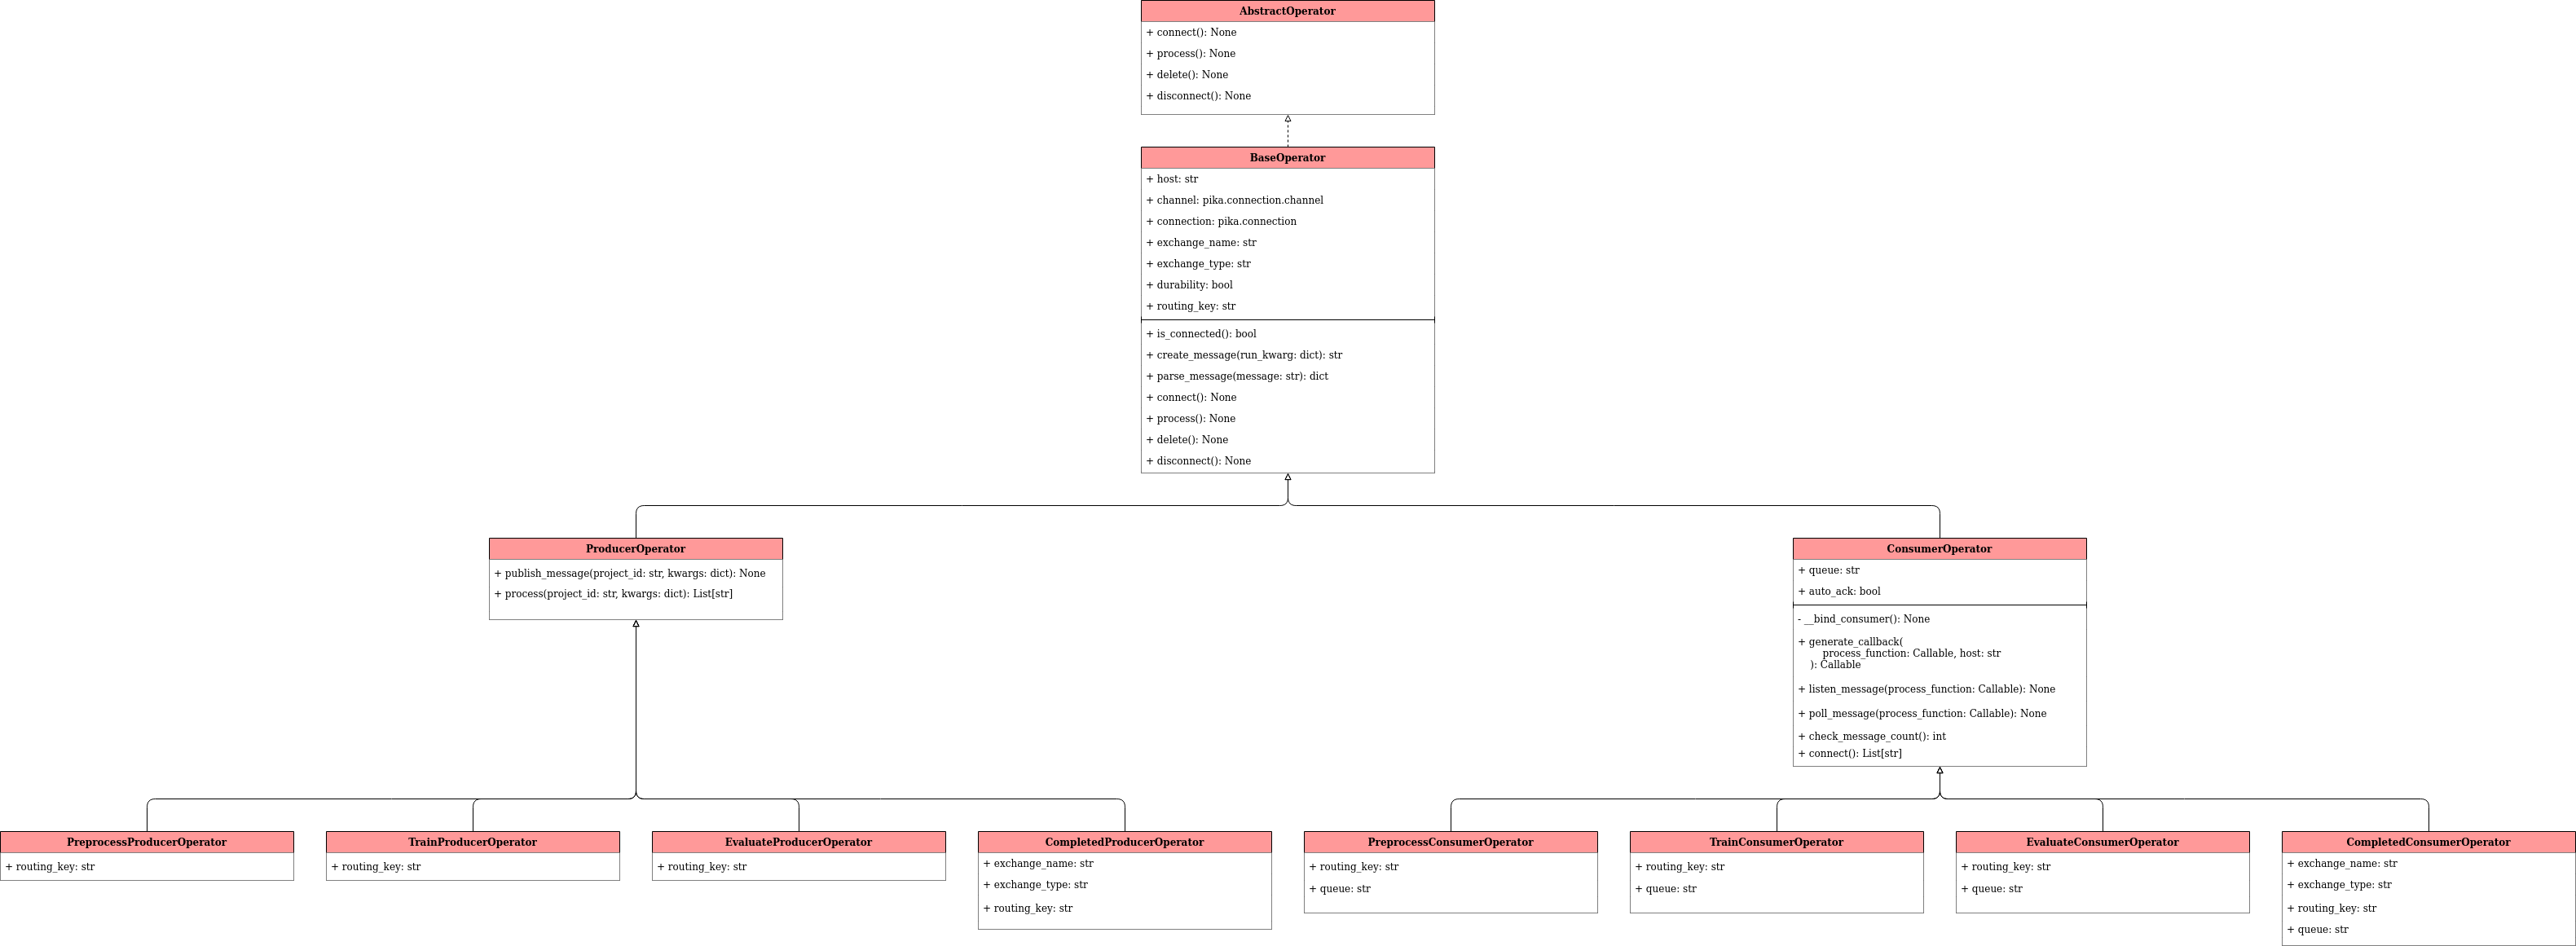 AbstractOperator
+ connect(): None
+ process(): None
+ delete(): None
+ disconnect(): None
BaseOperator
+ host: str
+ channel: pika.connection.channel
+ connection: pika.connection
+ exchange_name: str
+ exchange_type: str
+ durability: bool
+ routing_key: str
+ is_connected(): bool
+ create_message(run_kwarg: dict): str
+ parse_message(message: str): dict
+ connect(): None
+ process(): None
+ delete(): None
+ disconnect(): None
ProducerOperator
+ publish_message(project_id: str, kwargs: dict): None
+ process(project_id: str, kwargs: dict): List[str]
ConsumerOperator
+ queue: str
+ auto_ack: bool
- __bind_consumer(): None
+ generate_callback(
process_function: Callable, host: str
): Callable
+ listen_message(process_function: Callable): None
+ poll_message(process_function: Callable): None
+ check_message_count(): int
+ connect(): List[str]
PreprocessProducerOperator
+ routing_key: str
TrainProducerOperator
+ routing_key: str
EvaluateProducerOperator
+ routing_key: str
CompletedProducerOperator
+ exchange_name: str
+ exchange_type: str
+ routing_key: str
PreprocessConsumerOperator
+ routing_key: str
+ queue: str
TrainConsumerOperator
+ routing_key: str
+ queue: str
EvaluateConsumerOperator
+ routing_key: str
+ queue: str
CompletedConsumerOperator
+ exchange_name: str
+ exchange_type: str
+ routing_key: str
+ queue: str